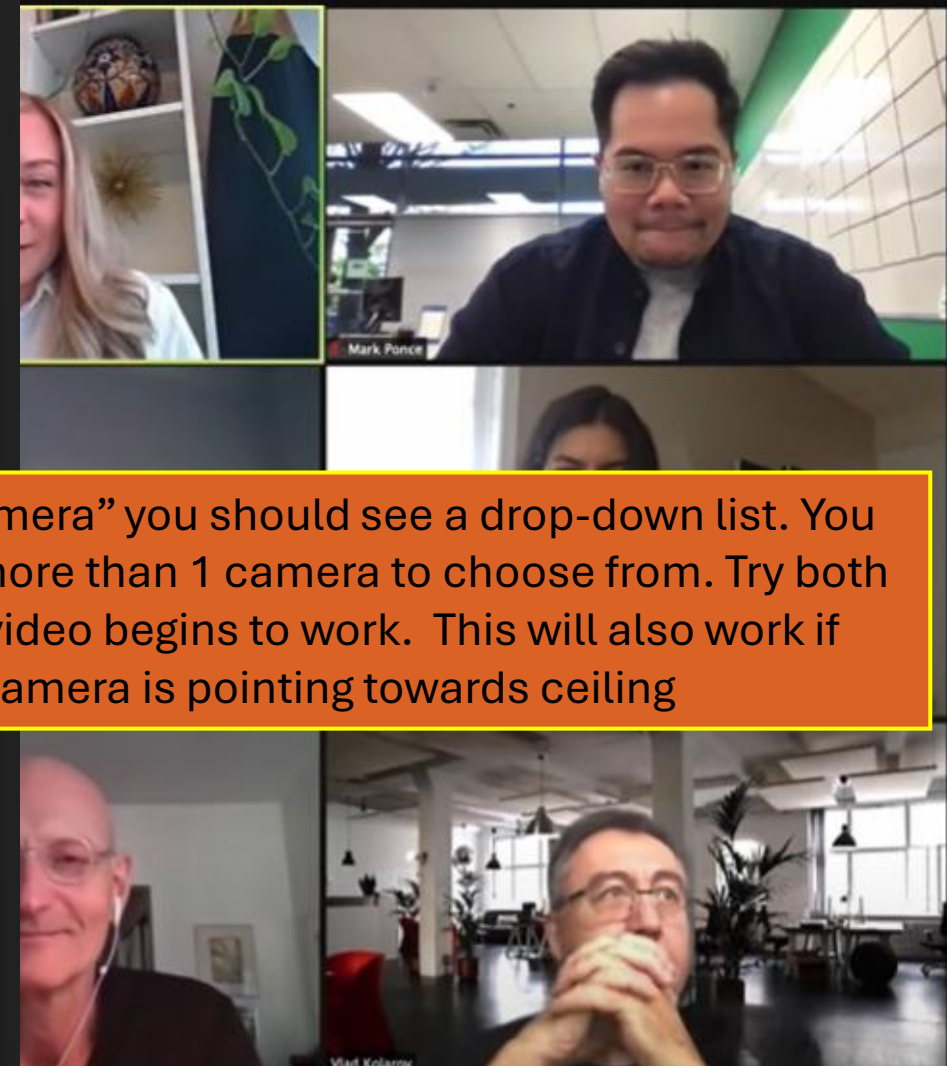 Mark Ponce
mera” you should see a drop-down list. You
more than 1 camera to choose from. Try both
video begins to work. This will also work if
amera is pointing towards ceiling
Vlad Kolarov